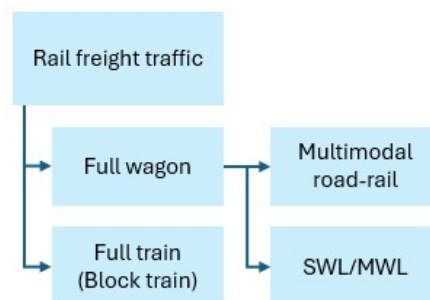 Rail freight traffic
Full wagon
Multimodal
road-rail
Full train
(Block train)
SWL/MWL